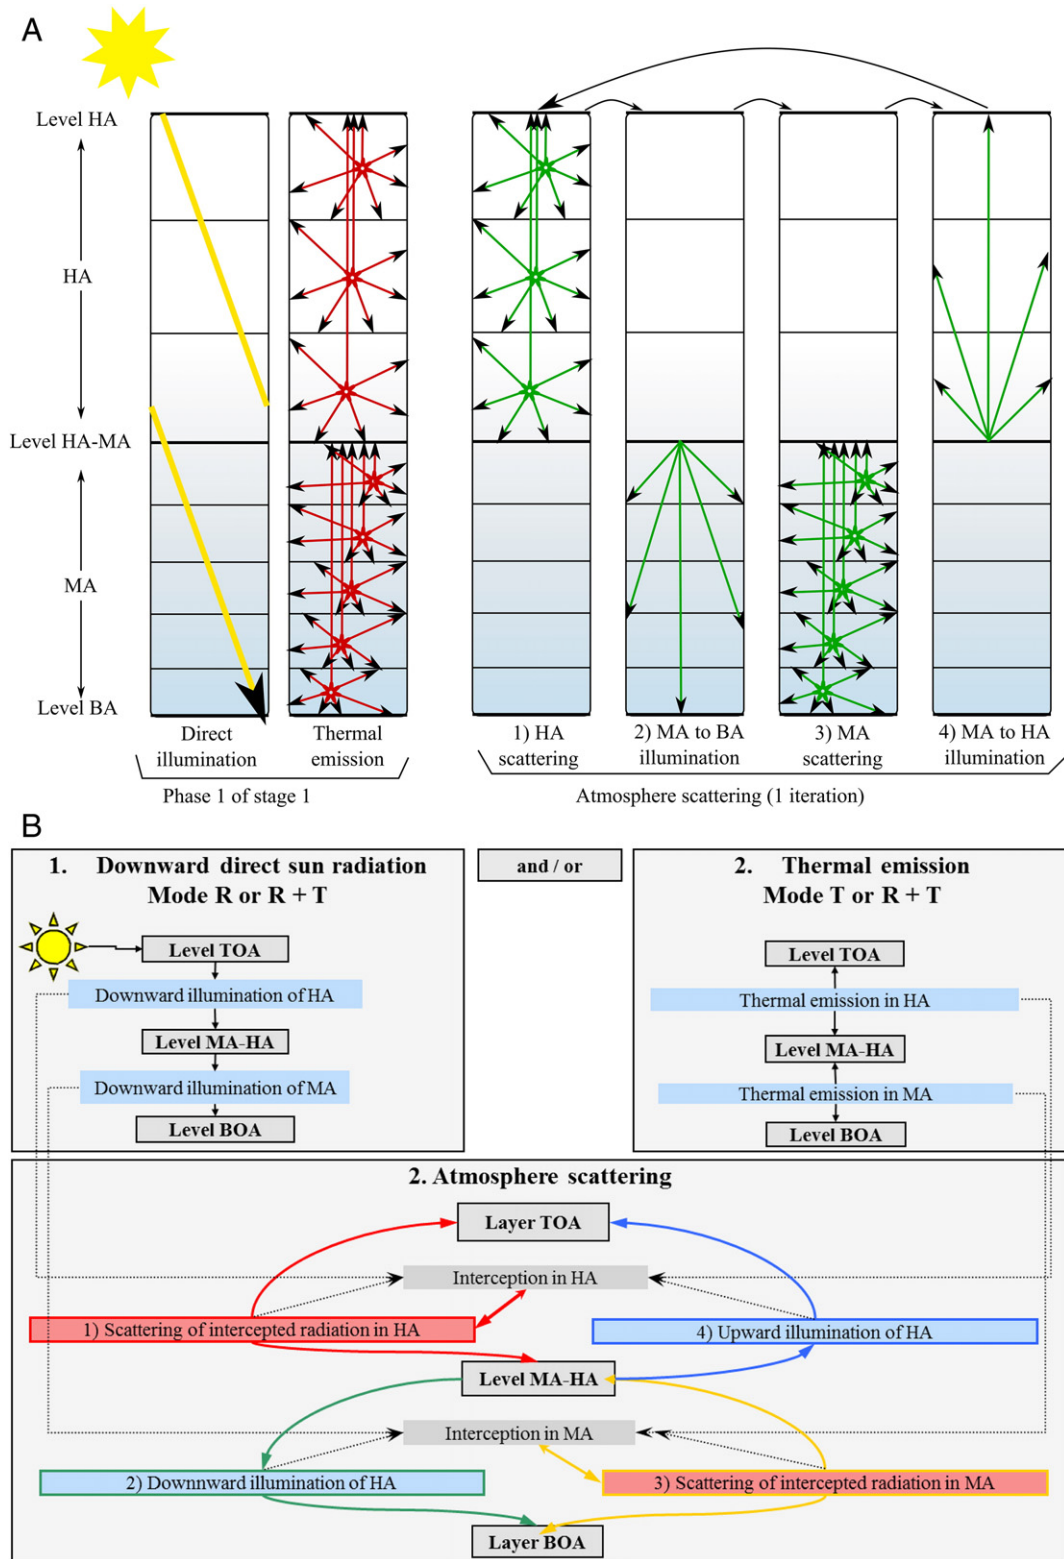 A
Level HA
HA
Level HA-MA
MA
Level BA
Direct
illumination
Thermal
emission
1) HA
scattering
2) MA to BA
illumination
3) MA
scattering
4) MA to HA
illumination
Phase 1 of stage 1
Atmosphere scattering (1 iteration)
B
1. Downward direct sun radiation
Mode R or R + T
Level TOA
Downward illumination of HA
Level MA-HA
Downward illumination of MA
Level BOA
and / or
2. Thermal emission
Mode T or R + T
Level TOA
Thermal emission in HA
Level MA-HA
Thermal emission in MA
Level BOA
2. Atmosphere scattering
Layer TOA
Interception in HA
1) Scattering of intercepted radiation in HA
4) Upward illumination of HA
Level MA-HA
Interception in MA
2) Downnward illumination of HA
3) Scattering of intercepted radiation in MA
Layer BOA